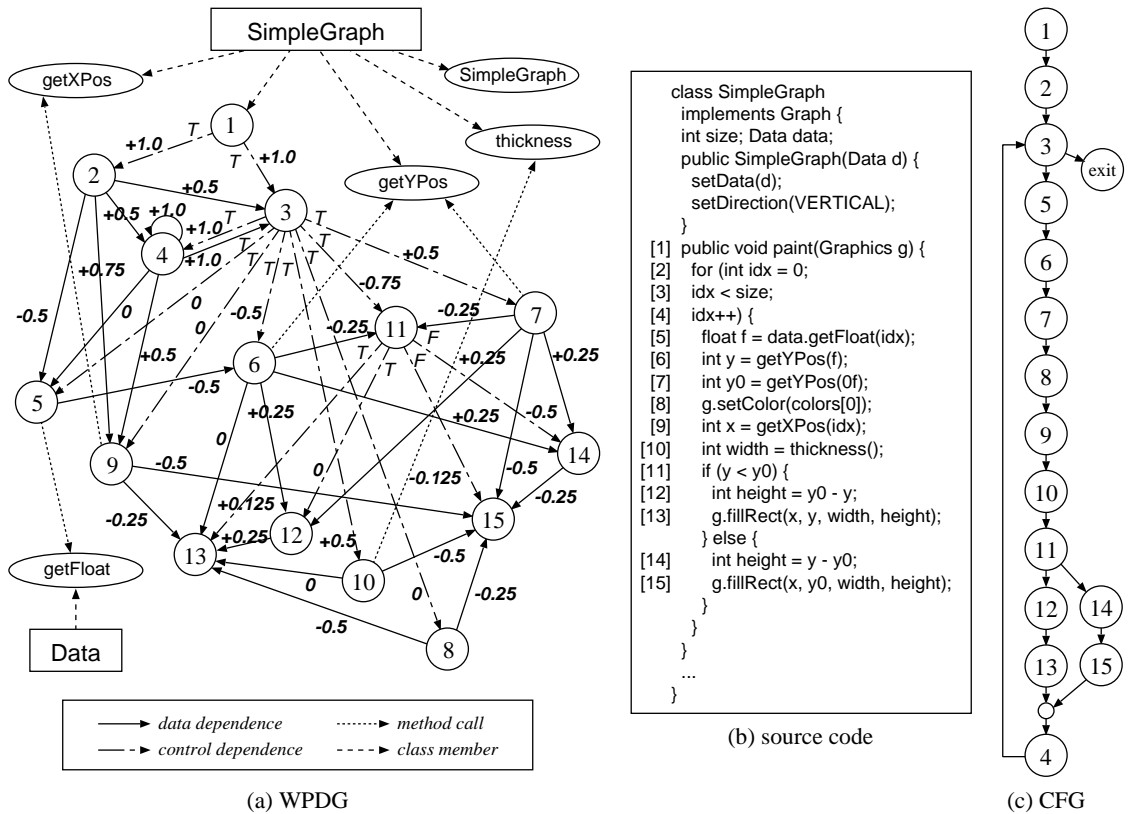 SimpleGraph
getXPos
SimpleGraph
thickness
getYPos
1
T
+1.0
T
+1.0
2
+0.5
3
+0.5
+1.0
+1.0
T
T
T
T
T
T
T
T
4
+1.0
+0.5
+0.75
-0.75
7
-0.5
0
0
0
-0.5
-0.25
11
-0.25
+0.5
6
T
T
F
F
+0.25
+0.25
5
-0.5
+0.25
+0.25
-0.5
0
14
9
-0.5
0
-0.125
-0.5
-0.25
-0.25
+0.125
12
15
+0.25
+0.5
13
-0.5
getFloat
10
0
0
-0.25
-0.5
8
Data
data dependence
method call
control dependence
class member
(a) WPDG
class SimpleGraph
implements Graph {
int size; Data data;
public SimpleGraph(Data d) {
setData(d);
setDirection(VERTICAL);
}
[1] public void paint(Graphics g) {
[2] for (int idx = 0;
[3] idx < size;
[4] idx++) {
[5] float f = data.getFloat(idx);
[6] int y = getYPos(f);
[7] int y0 = getYPos(0f);
[8] g.setColor(colors[0]);
[9] int x = getXPos(idx);
[10] int width = thickness();
[11] if (y < y0) {
[12] int height = y0 - y;
[13] g.fillRect(x, y, width, height);
} else {
[14] int height = y - y0;
[15] g.fillRect(x, y0, width, height);
}
}
}
...
}
(b) source code
1
2
3
exit
5
6
7
8
9
10
11
12
14
13
15
4
(c) CFG